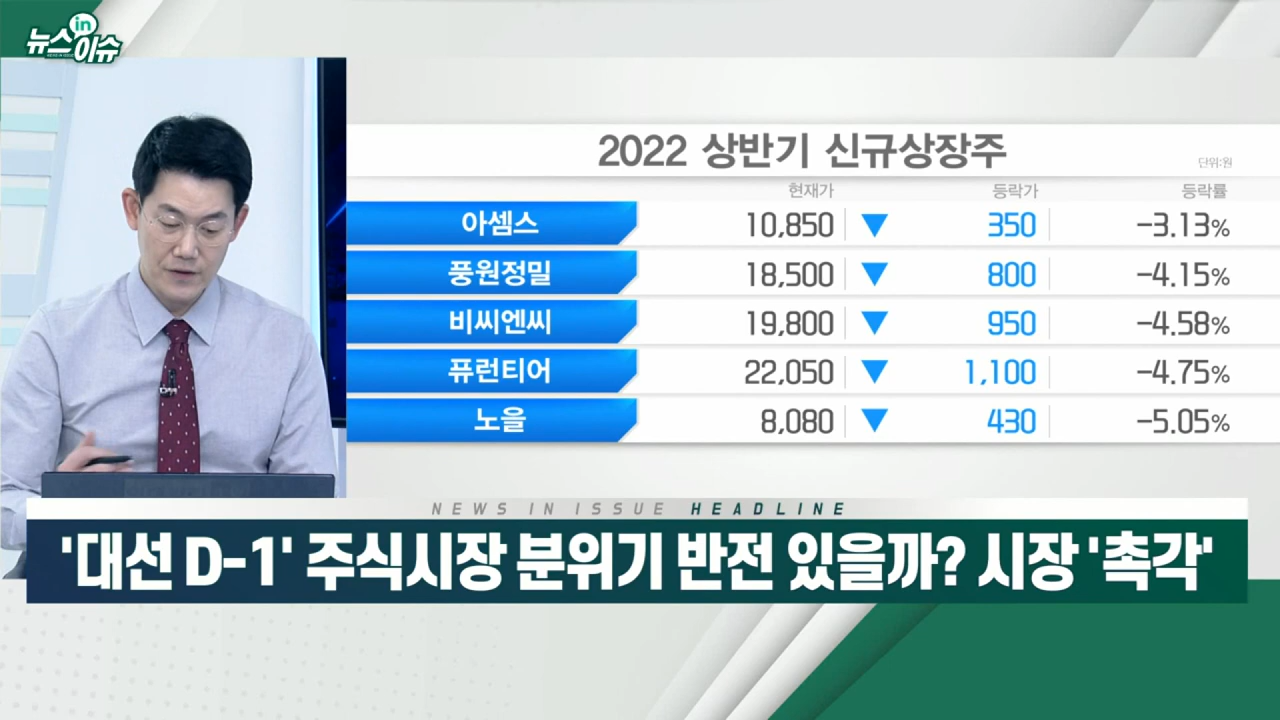 뉴스in이슈
2022 상반기 신규상장주
단위:원
현재가 등락가 등락률
아셈스 10,850 ▼ 350 -3.13%
풍원정밀 18,500 ▼ 800 -4.15%
비씨엔씨 19,800 ▼ 950 -4.58%
퓨런티어 22,050 ▼ 1,100 -4.75%
노을 8,080 ▼ 430 -5.05%
NEWS IN ISSUE HEADLINE
'대선 D-1' 주식시장 분위기 반전 있을까? 시장 '촉각'